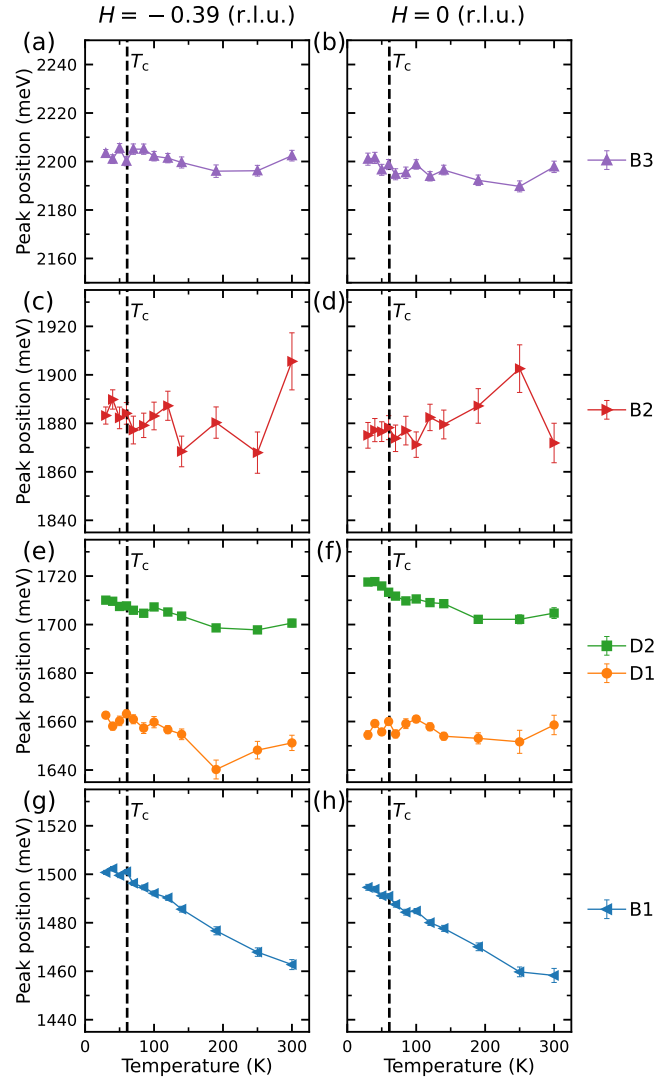 H = −0.39 (r.l.u.)
H = 0 (r.l.u.)
(a)
(b)
Peak position (meV)
2240
2220
2200
2180
2160
Tc
Tc
B3
(c)
(d)
Peak position (meV)
1920
1900
1880
1860
1840
Tc
Tc
B2
(e)
(f)
Peak position (meV)
1720
1700
1680
1660
1640
Tc
Tc
D2
D1
(g)
(h)
Peak position (meV)
1520
1500
1480
1460
1440
Tc
Tc
B1
0 100 200 300
0 100 200 300
Temperature (K)
Temperature (K)